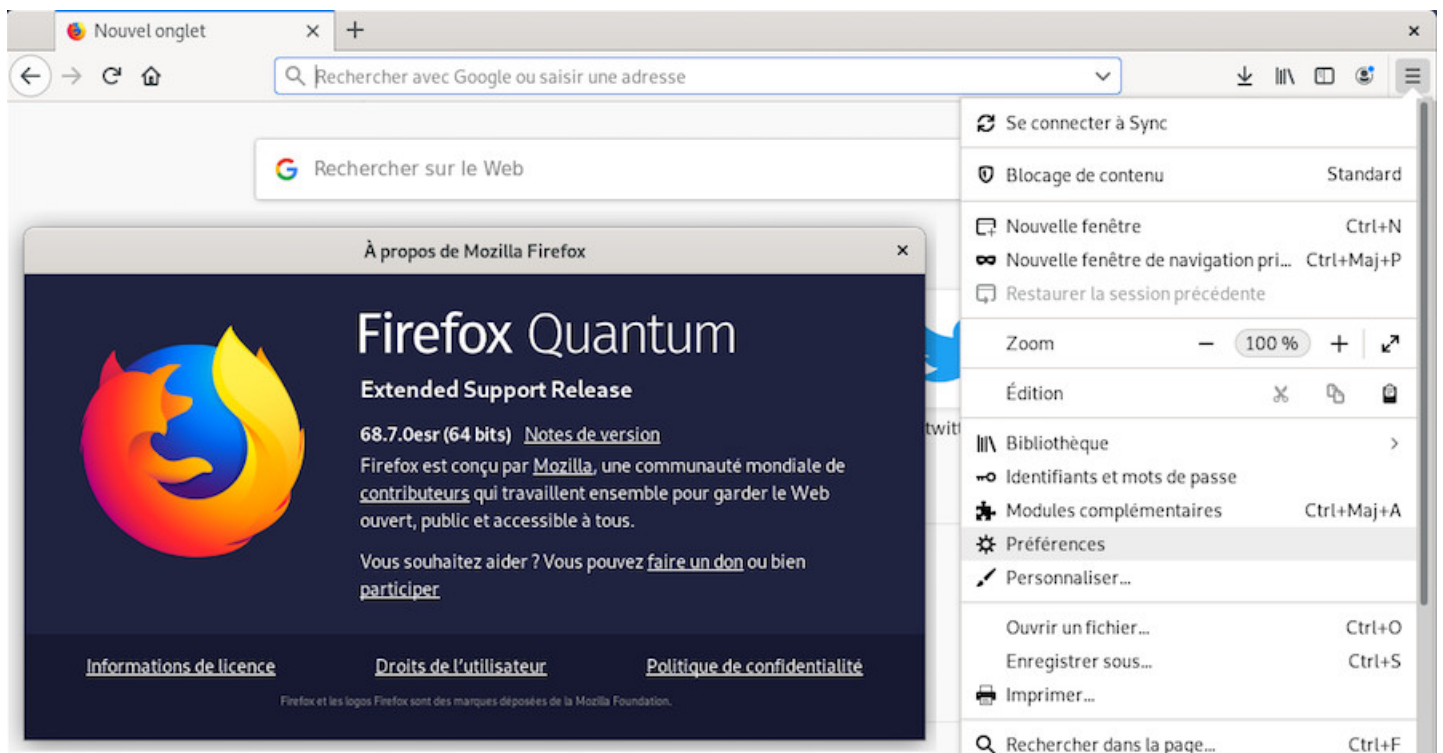 Nouvel onglet
Rechercher avec Google ou saisir une adresse
Se connecter à Sync
Rechercher sur le Web
Blocage de contenu Standard
Nouvelle fenêtre Ctrl+N
Nouvelle fenêtre de navigation pri... Ctrl+Maj+P
Restaurer la session précédente
Zoom 100 %
Édition
Bibliothèque
Identifiants et mots de passe
Modules complémentaires Ctrl+Maj+A
Préférences
Personnaliser...
Ouvrir un fichier... Ctrl+O
Enregistrer sous... Ctrl+S
Imprimer...
Rechercher dans la page... Ctrl+F
twitt
À propos de Mozilla Firefox
Firefox Quantum
Extended Support Release
68.7.0esr (64 bits) Notes de version
Firefox est conçu par Mozilla, une communauté mondiale de
contributeurs qui travaillent ensemble pour garder le Web
ouvert, public et accessible à tous.
Vous souhaitez aider ? Vous pouvez faire un don ou bien
participer
Informations de licence Droits de l'utilisateur Politique de confidentialité
Firefox et les logos Firefox sont des marques déposées de la Mozilla Foundation.